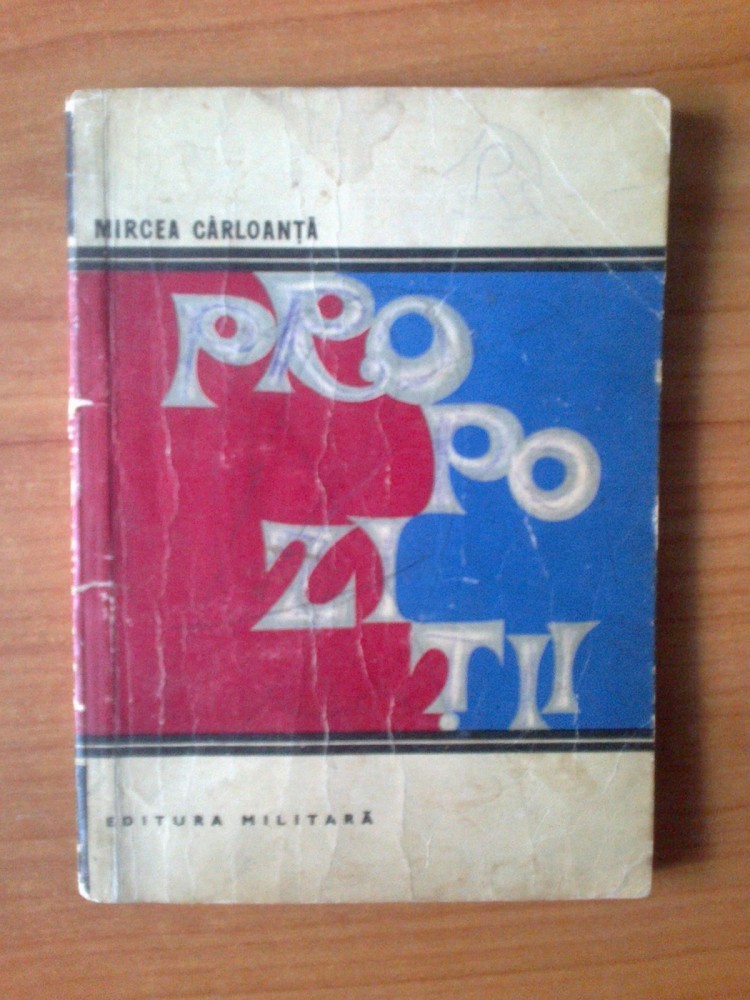 MIRCEA CÂRLOANȚĂ
PRO
PO
ZI
ȚII
EDITURA MILITARĂ